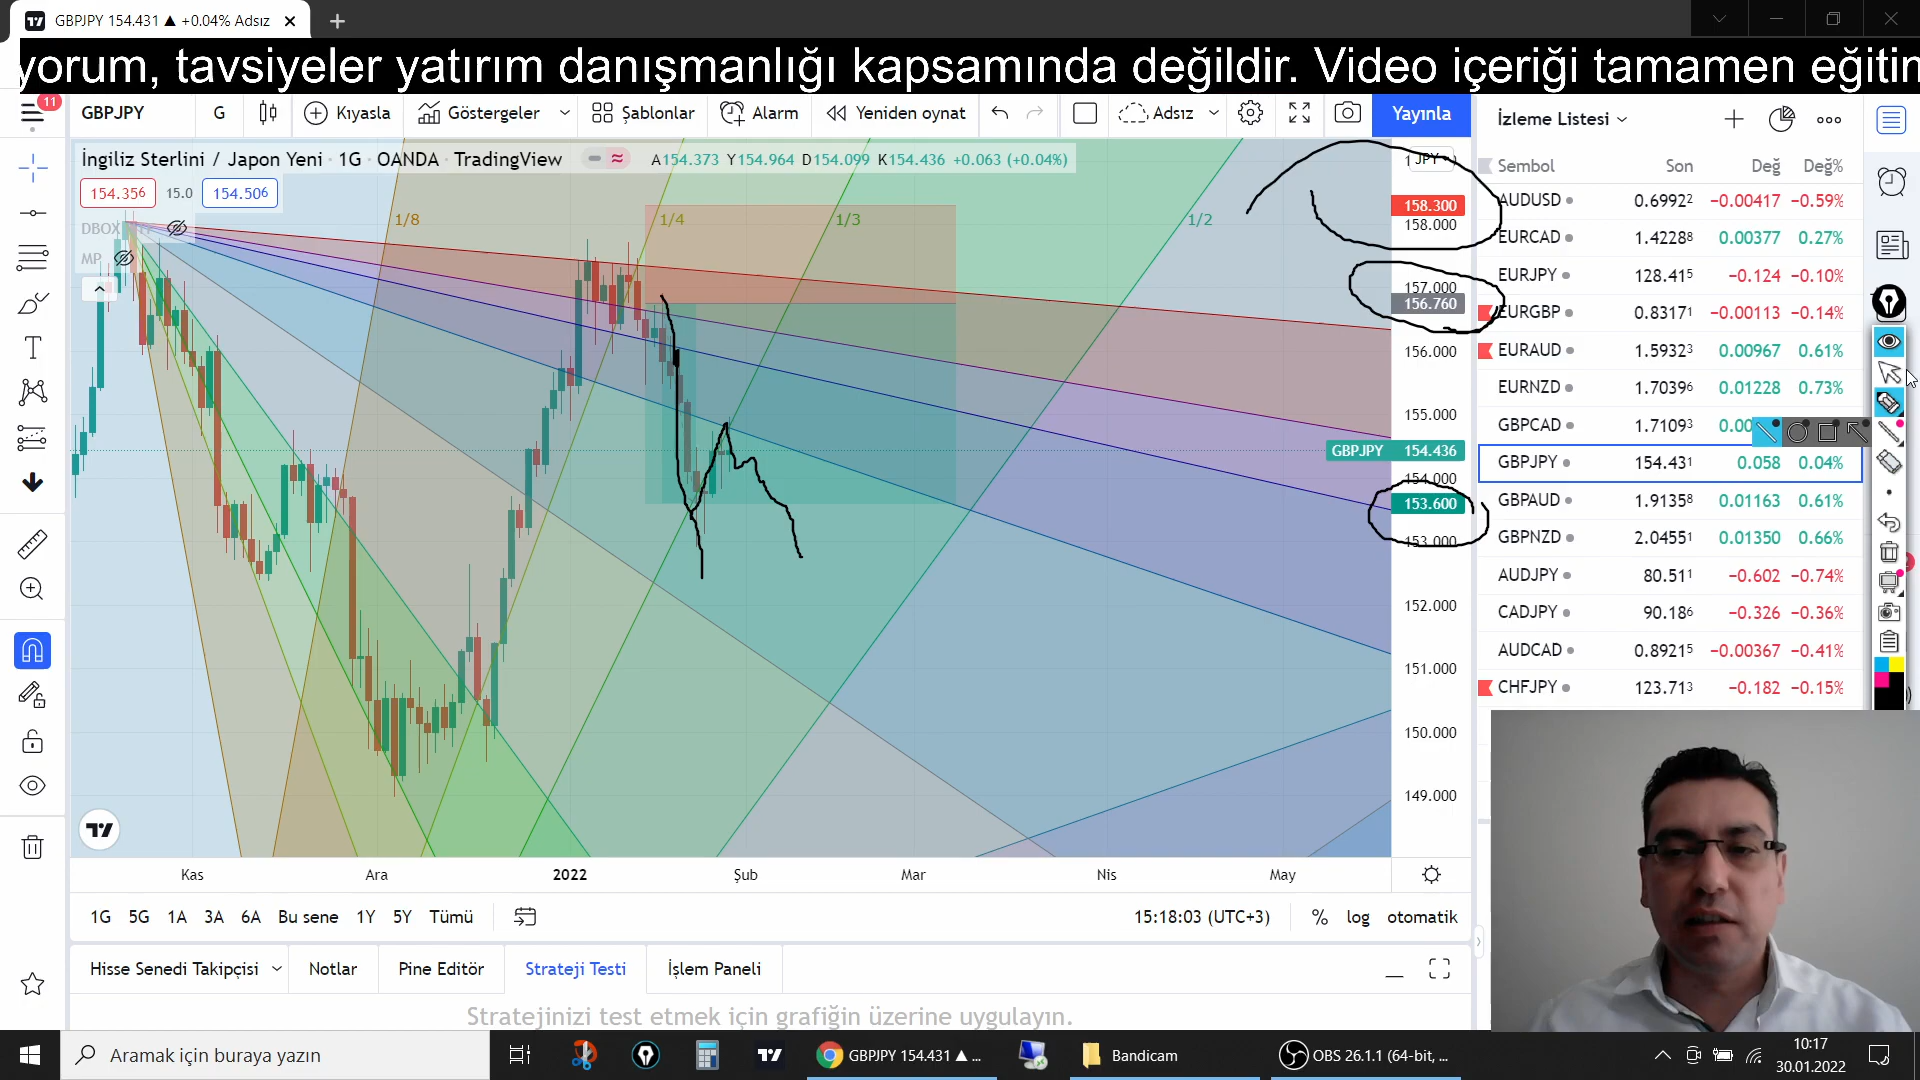 GBPJPY 154.431 ▲ +0.04% Adsız
yorum, tavsiyeler yatırım danışmanlığı kapsamında değildir. Video içeriği tamamen eğitin
11
GBPJPY G Kıyasla Göstergeler Şablonlar Alarm Yeniden oynat Adsız Yayınla
İngiliz Sterlini / Japon Yeni · 1G · OANDA · TradingView A154.373 Y154.964 D154.099 K154.436 +0.063 (+0.04%)
154.356 15.0 154.506
DBOX
MP
1/8 1/4 1/3 1/2
JPY
158.300
158.000
157.000
156.760
156.000
155.000
GBPJPY 154.436
154.000
153.600
153.000
152.000
151.000
150.000
149.000
Kas Ara 2022 Şub Mar Nis May
1G 5G 1A 3A 6A Bu sene 1Y 5Y Tümü 15:18:03 (UTC+3) % log otomatik
Hisse Senedi Takipçisi Notlar Pine Editör Strateji Testi İşlem Paneli
Stratejinizi test etmek için grafiğin üzerine uygulayın.
İzleme Listesi
Sembol Son Değ Değ%
AUDUSD 0.69922 −0.00417 −0.59%
EURCAD 1.42288 0.00377 0.27%
EURJPY 128.415 −0.124 −0.10%
EURGBP 0.83171 −0.00113 −0.14%
EURAUD 1.59323 0.00967 0.61%
EURNZD 1.70396 0.01228 0.73%
GBPCAD 1.71093 0.00
GBPJPY 154.431 0.058 0.04%
GBPAUD 1.91358 0.01163 0.61%
GBPNZD 2.04551 0.01350 0.66%
AUDJPY 80.511 −0.602 −0.74%
CADJPY 90.186 −0.326 −0.36%
AUDCAD 0.89215 −0.00367 −0.41%
CHFJPY 123.713 −0.182 −0.15%
Aramak için buraya yazın GBPJPY 154.431 ▲ ... Bandicam OBS 26.1.1 (64-bit, ... 10:17
30.01.2022